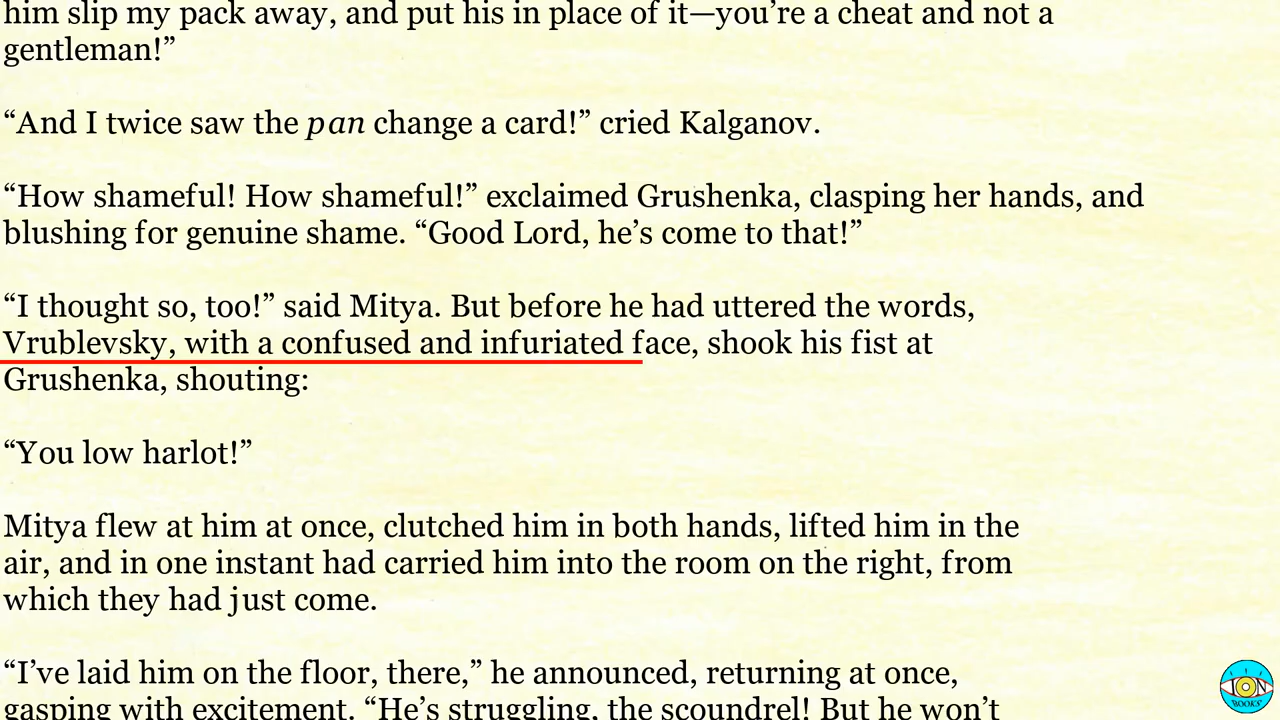 him slip my pack away, and put his in place of it—you’re a cheat and not a
gentleman!”
“And I twice saw the pan change a card!” cried Kalganov.
“How shameful! How shameful!” exclaimed Grushenka, clasping her hands, and
blushing for genuine shame. “Good Lord, he’s come to that!”
“I thought so, too!” said Mitya. But before he had uttered the words,
Vrublevsky, with a confused and infuriated face, shook his fist at
Grushenka, shouting:
“You low harlot!”
Mitya flew at him at once, clutched him in both hands, lifted him in the
air, and in one instant had carried him into the room on the right, from
which they had just come.
“I’ve laid him on the floor, there,” he announced, returning at once,
gasping with excitement. “He’s struggling, the scoundrel! But he won’t
ION
BOOKS